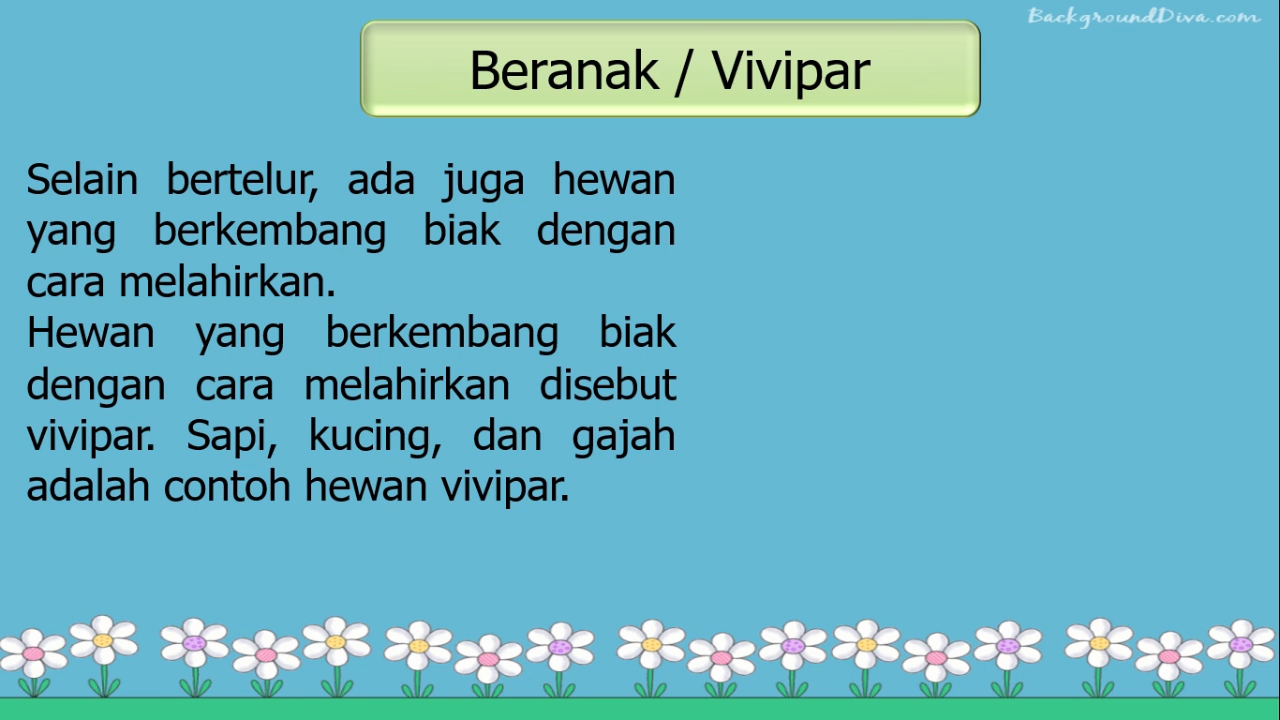 BackgroundDiva.com
Beranak / Vivipar
Selain bertelur, ada juga hewan
yang berkembang biak dengan
cara melahirkan.
Hewan yang berkembang biak
dengan cara melahirkan disebut
vivipar. Sapi, kucing, dan gajah
adalah contoh hewan vivipar.